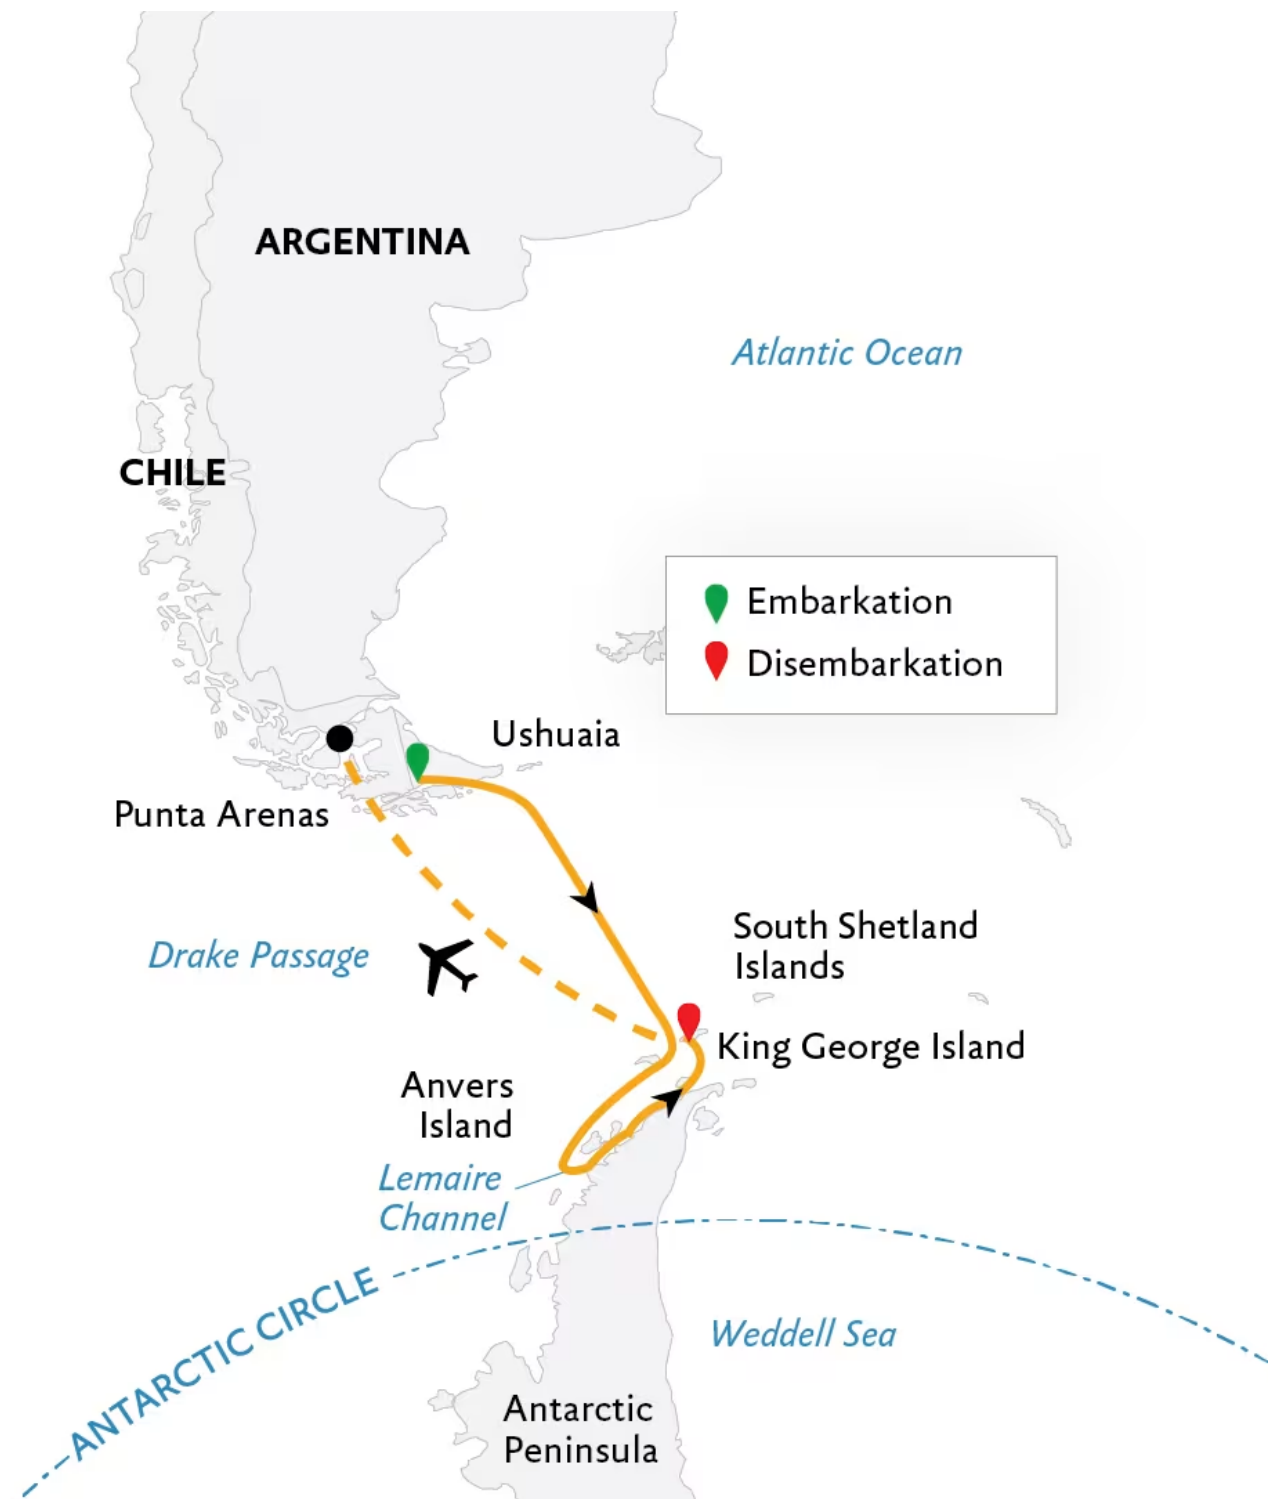 ARGENTINA
Atlantic Ocean
CHILE
Embarkation
Disembarkation
Ushuaia
Punta Arenas
South Shetland
Islands
Drake Passage
King George Island
Anvers
Island
Lemaire
Channel
ANTARCTIC CIRCLE
Weddell Sea
Antarctic
Peninsula